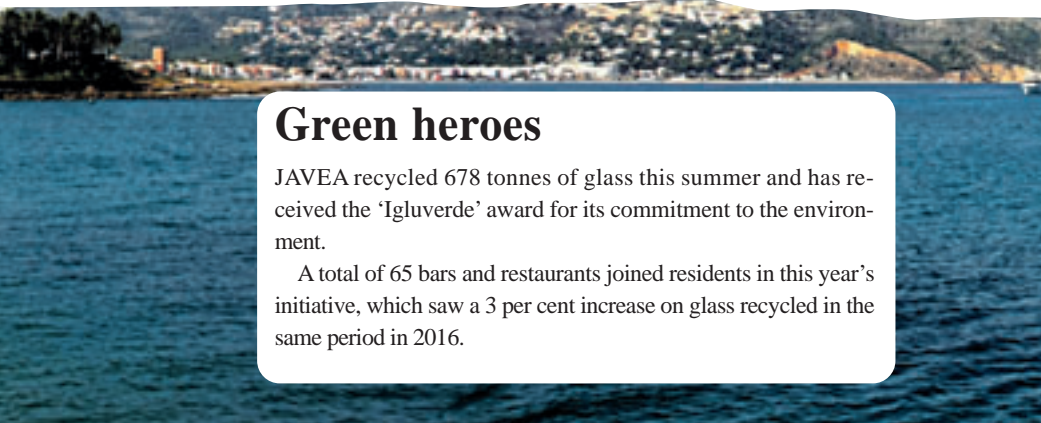 Green heroes
JAVEA recycled 678 tonnes of glass this summer and has re-
ceived the ‘Igluverde’ award for its commitment to the environ-
ment.
A total of 65 bars and restaurants joined residents in this year’s
initiative, which saw a 3 per cent increase on glass recycled in the
same period in 2016.